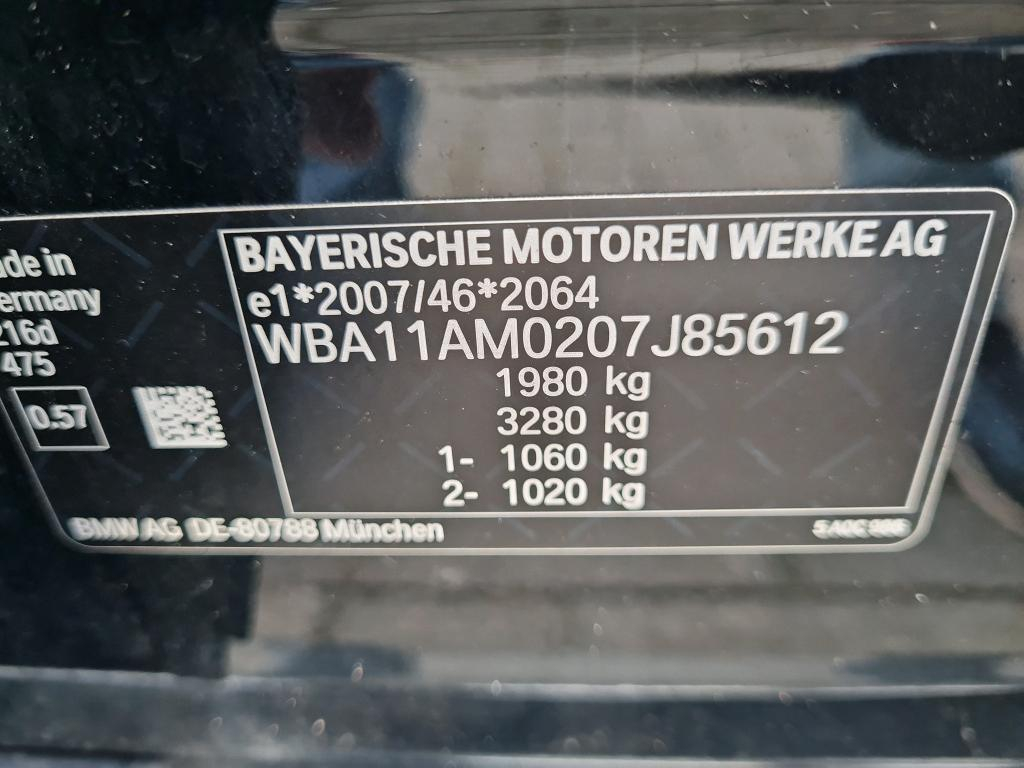 ade in
ermany
216d
475
0.57
BAYERISCHE MOTOREN WERKE AG
e1*2007/46*2064
WBA11AM0207J85612
1980 kg
3280 kg
1- 1060 kg
2- 1020 kg
BMW AG DE-80788 München